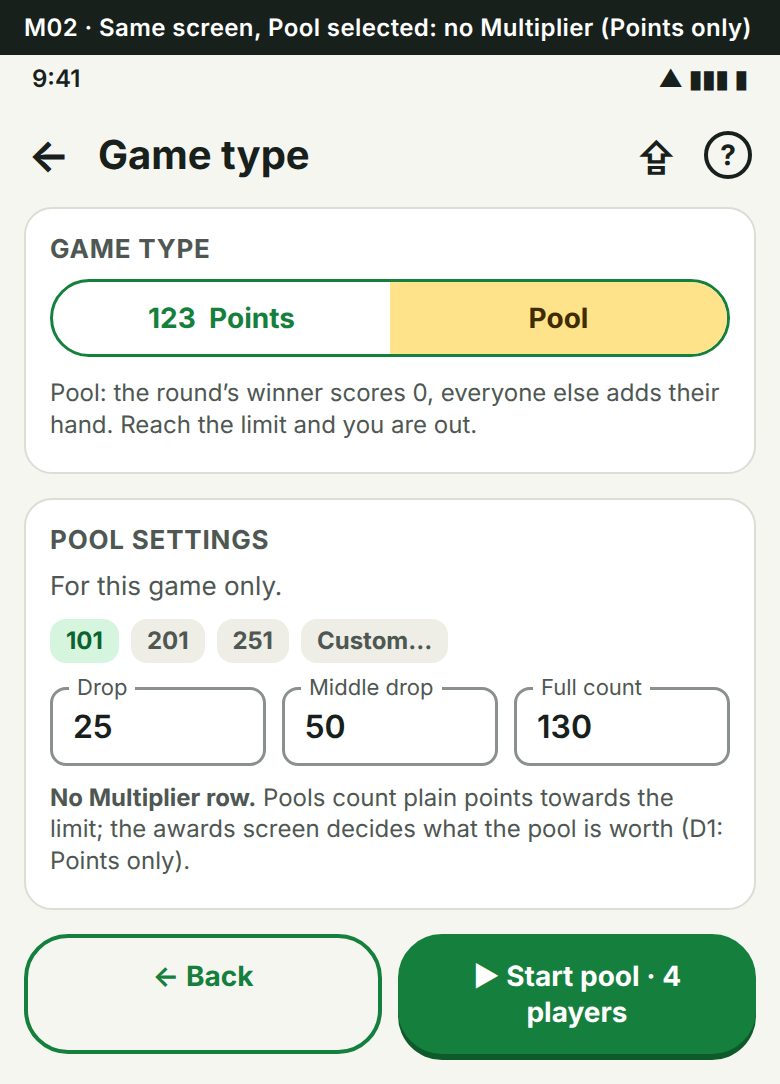 M02 · Same screen, Pool selected: no Multiplier (Points only)
9:41
← Game type ?
GAME TYPE
123 Points Pool
Pool: the round’s winner scores 0, everyone else adds their
hand. Reach the limit and you are out.
POOL SETTINGS
For this game only.
101 201 251 Custom…
Drop Middle drop Full count
25 50 130
No Multiplier row. Pools count plain points towards the
limit; the awards screen decides what the pool is worth (D1:
Points only).
← Back
▶ Start pool · 4
players